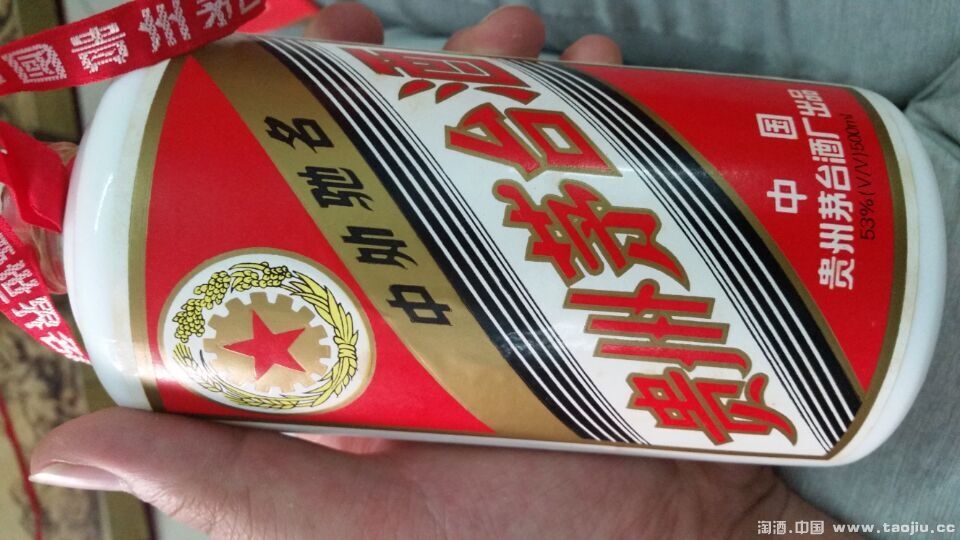 中外驰名
贵州茅台酒
中国
贵州茅台酒厂出品
53%(V/V)500ml
淘酒.中国 www.taojiu.cc